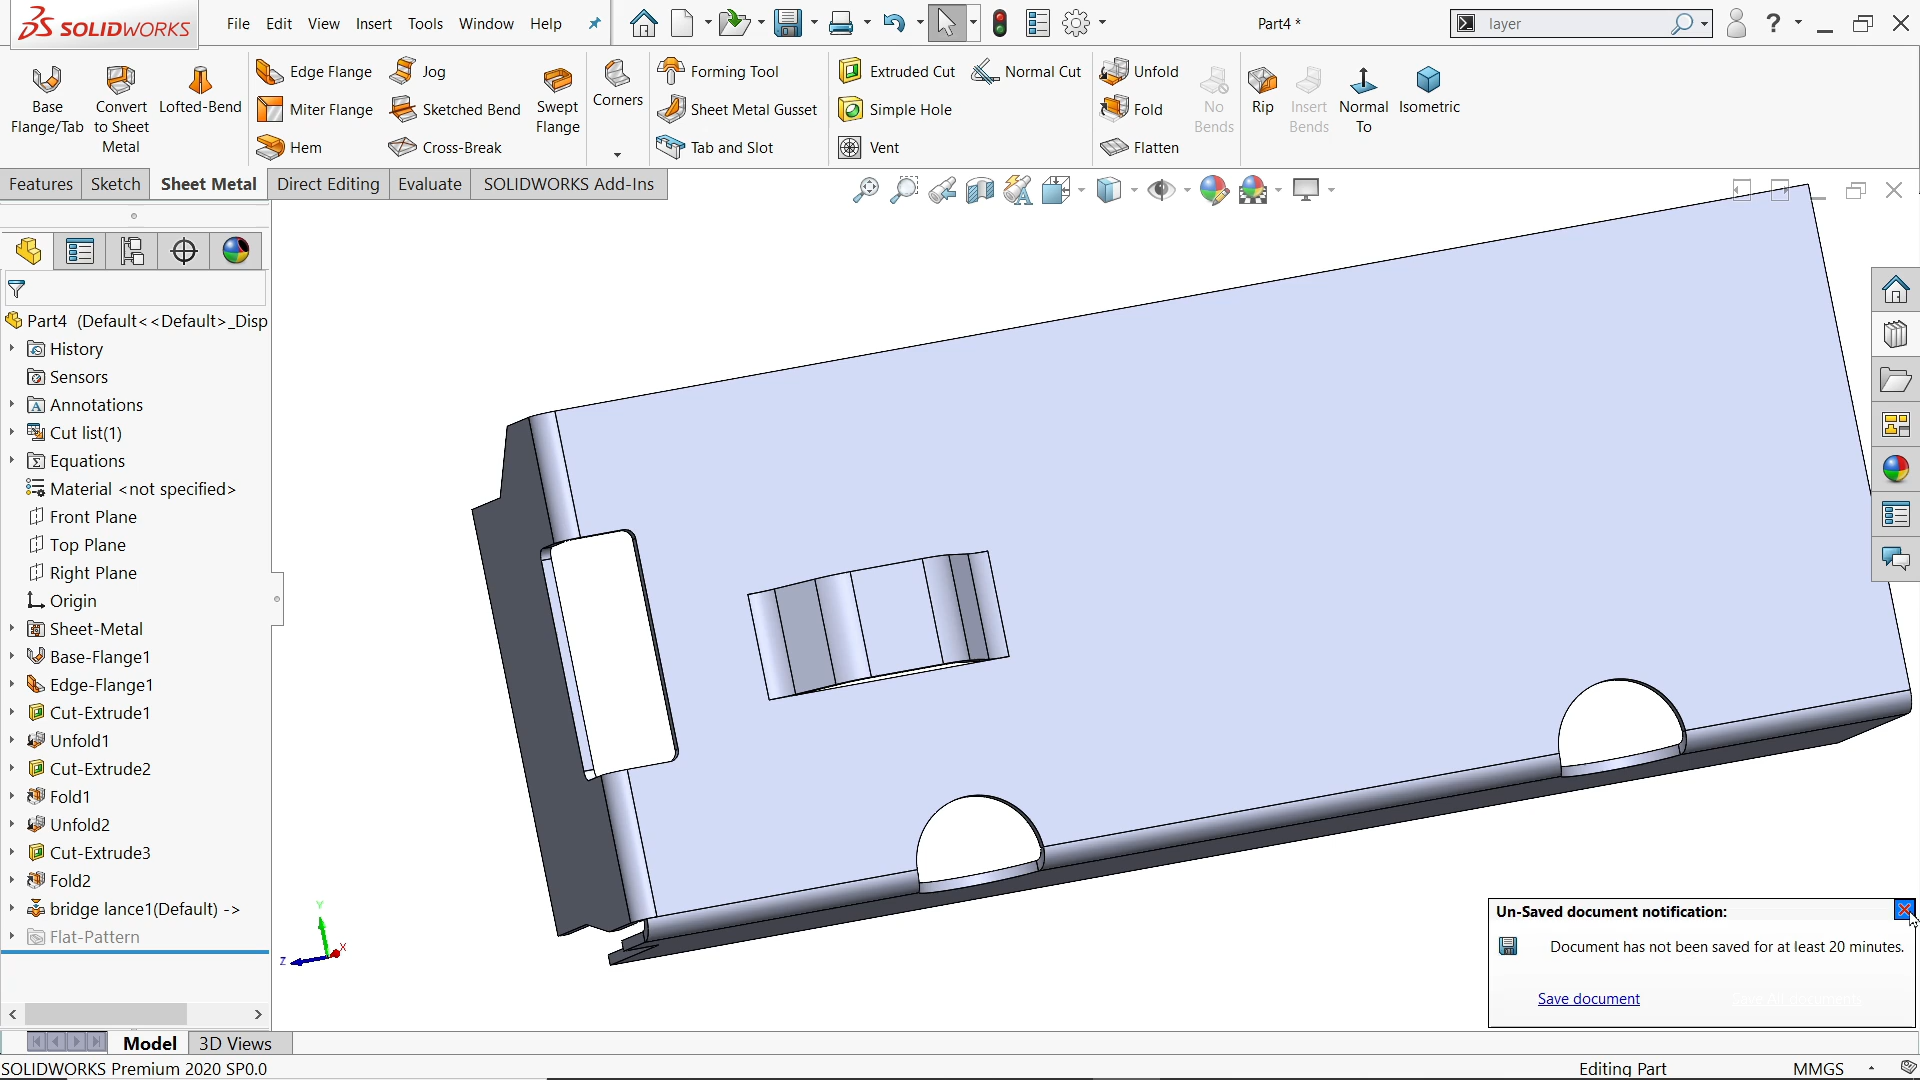 SOLIDWORKS File Edit View Insert Tools Window Help Part4 * layer ?
Base Flange/Tab
Convert to Sheet Metal
Lofted-Bend
Edge Flange
Miter Flange
Hem
Jog
Sketched Bend
Cross-Break
Swept Flange
Corners
Forming Tool
Sheet Metal Gusset
Tab and Slot
Extruded Cut
Simple Hole
Vent
Normal Cut
Unfold
Fold
Flatten
No Bends
Rip
Insert Bends
Normal To
Isometric
Features Sketch Sheet Metal Direct Editing Evaluate SOLIDWORKS Add-Ins
Part4 (Default<<Default>_Disp
History
Sensors
Annotations
Cut list(1)
Equations
Material <not specified>
Front Plane
Top Plane
Right Plane
Origin
Sheet-Metal
Base-Flange1
Edge-Flange1
Cut-Extrude1
Unfold1
Cut-Extrude2
Fold1
Unfold2
Cut-Extrude3
Fold2
bridge lance1(Default) ->
Flat-Pattern
Y
X
Z
Un-Saved document notification:
Document has not been saved for at least 20 minutes.
Save document
Model 3D Views
SOLIDWORKS Premium 2020 SP0.0 Editing Part MMGS